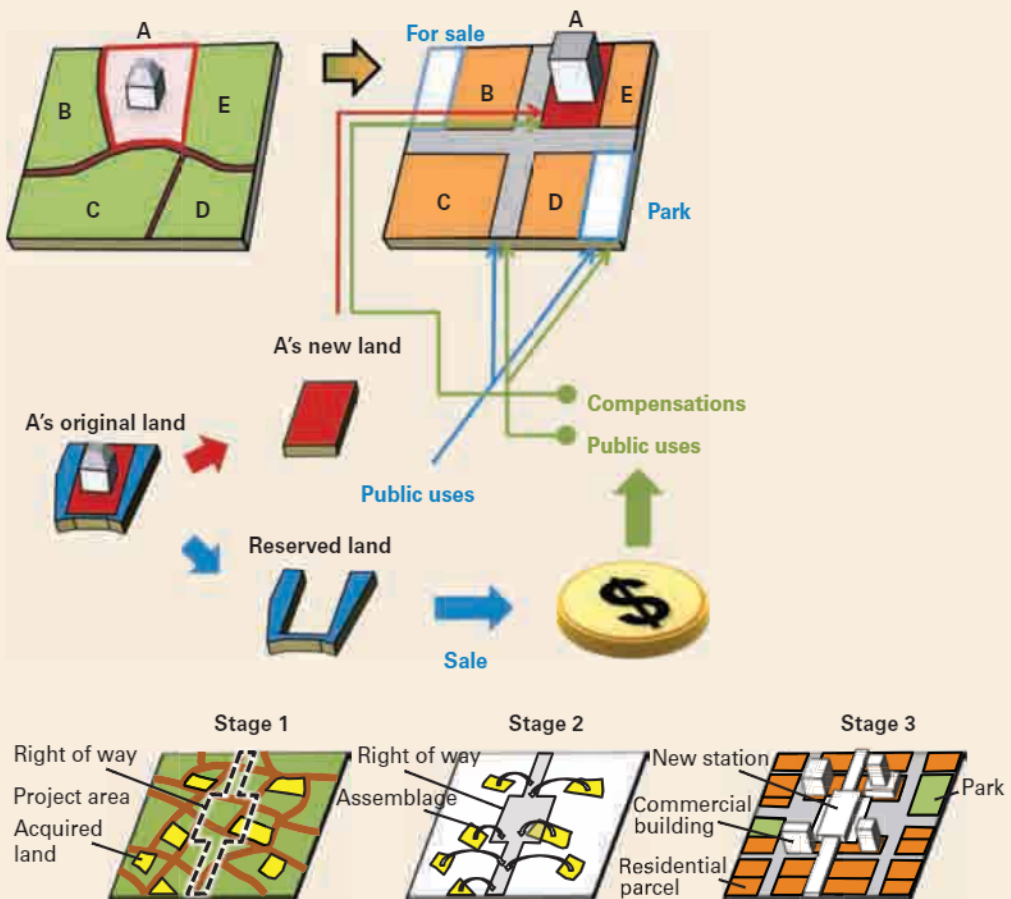 A
B
E
C
D
For sale
A
B
E
C
D
Park
A's new land
A's original land
Compensations
Public uses
Public uses
Reserved land
$
Sale
Stage 1
Right of way
Project area
Acquired
land
Stage 2
Right of way
Assemblage
Stage 3
New station
Commercial
building
Residential
parcel
Park